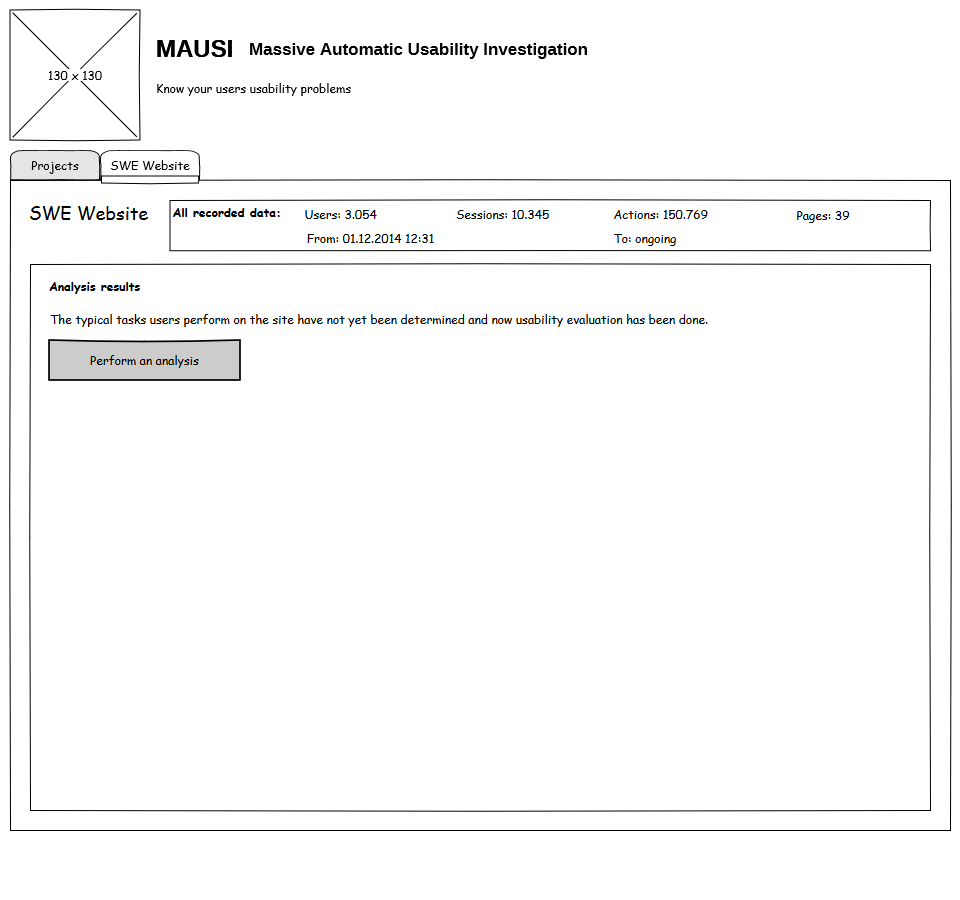 130 x 130
MAUSI Massive Automatic Usability Investigation
Know your users usability problems
Projects SWE Website
SWE Website
All recorded data: Users: 3.054 Sessions: 10.345 Actions: 150.769 Pages: 39
From: 01.12.2014 12:31 To: ongoing
Analysis results
The typical tasks users perform on the site have not yet been determined and now usability evaluation has been done.
Perform an analysis